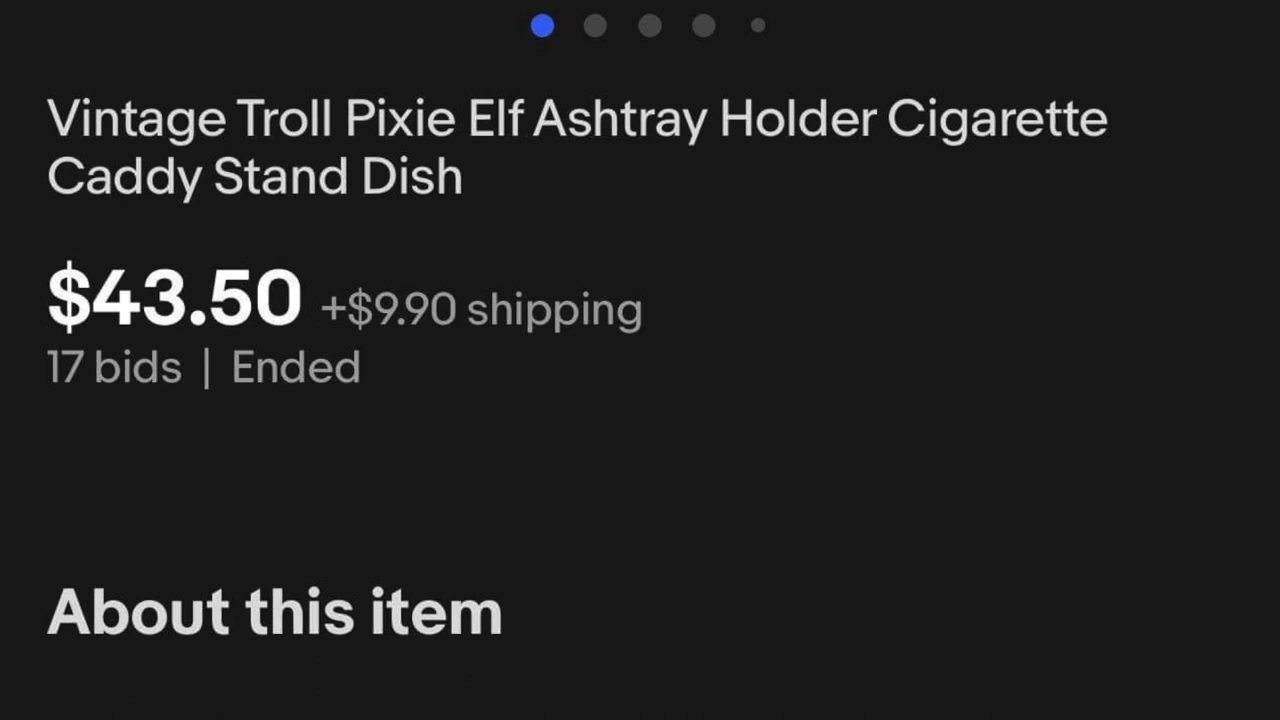 Vintage Troll Pixie Elf Ashtray Holder Cigarette
Caddy Stand Dish
$43.50 +$9.90 shipping
17 bids | Ended
About this item